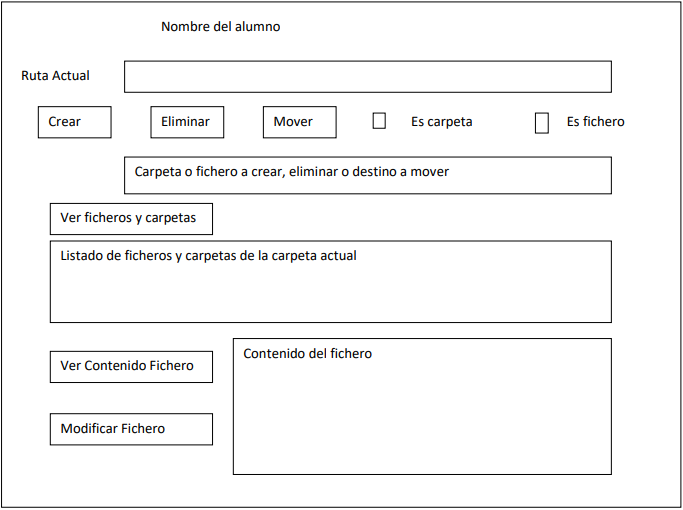 Nombre del alumno
Ruta Actual
Crear Eliminar Mover Es carpeta Es fichero
Carpeta o fichero a crear, eliminar o destino a mover
Ver ficheros y carpetas
Listado de ficheros y carpetas de la carpeta actual
Ver Contenido Fichero
Contenido del fichero
Modificar Fichero